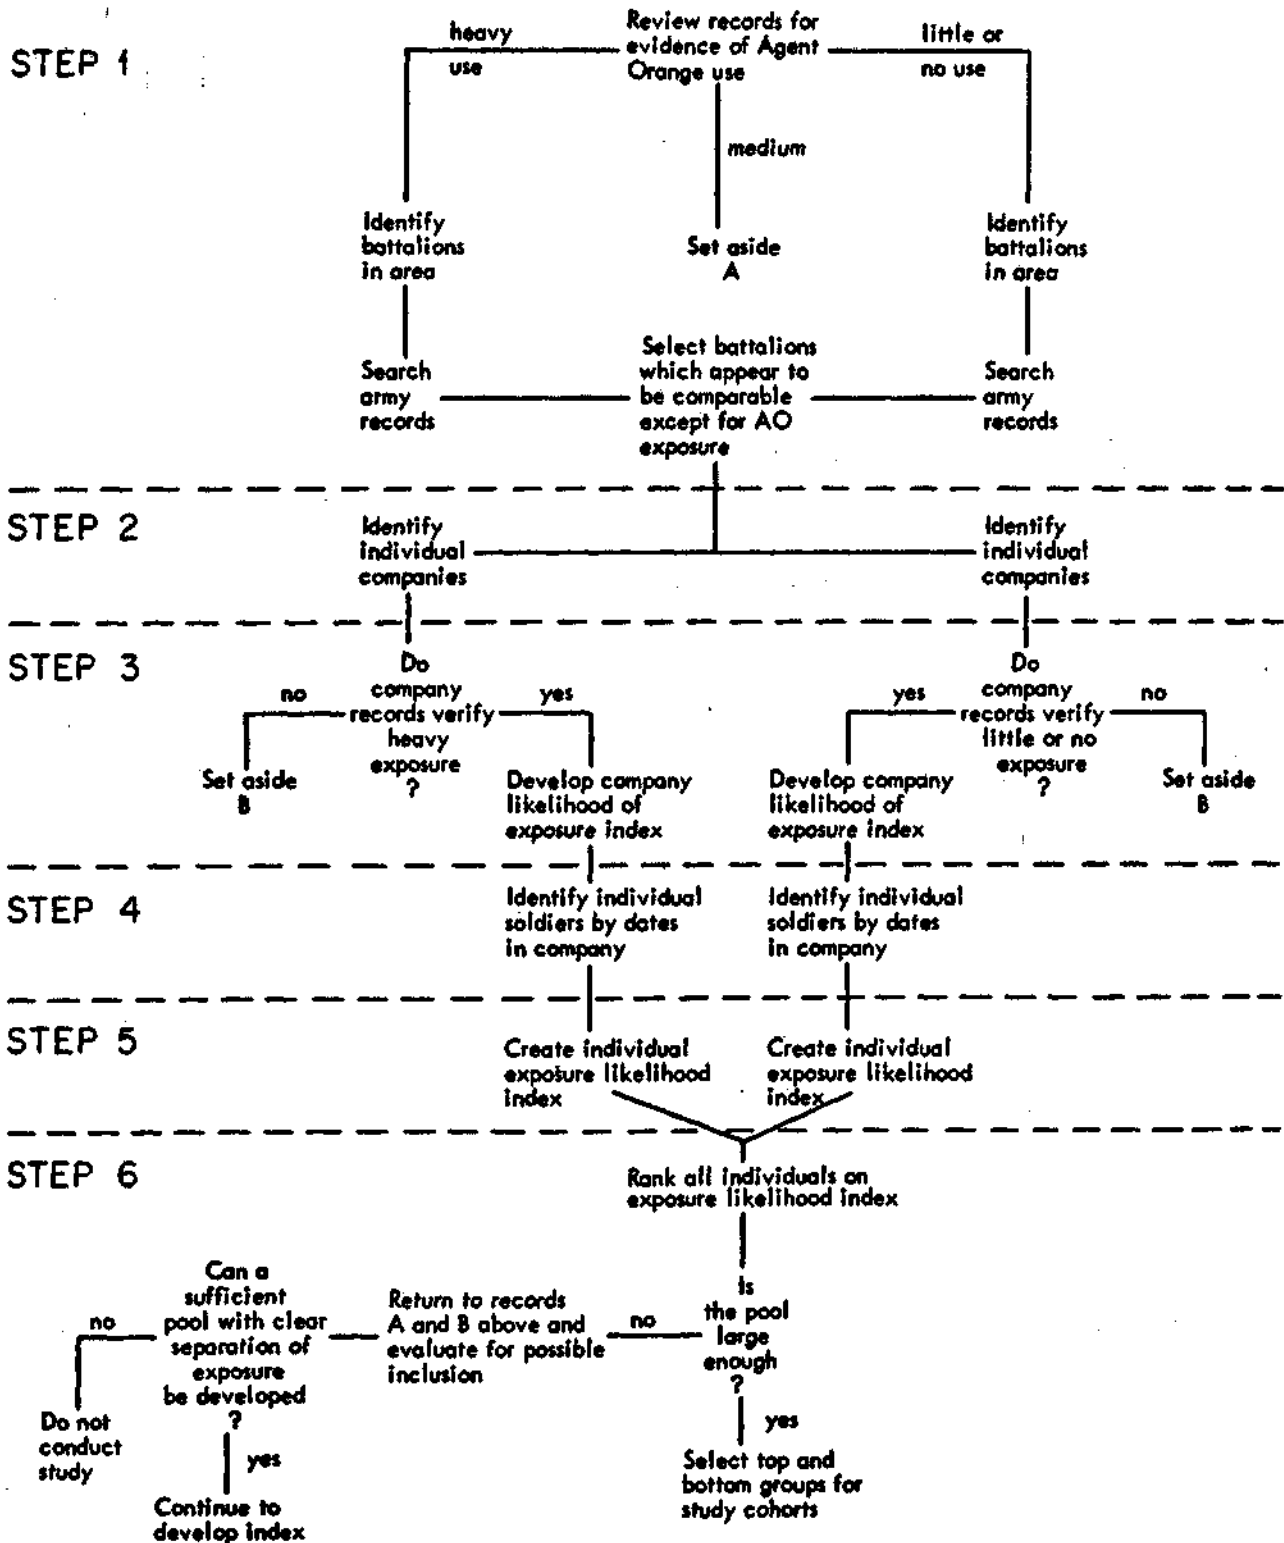 STEP 1
heavy
use
Review records for
evidence of Agent
Orange use
little or
no use
medium
Identify
battalions
in area
Set aside
A
Identify
battalions
in area
Search
army
records
Select battalions
which appear to
be comparable
except for AO
exposure
Search
army
records
STEP 2
Identify
individual
companies
Identify
individual
companies
STEP 3
no
Do
company
records verify
heavy
exposure
?
yes
yes
Do
company
records verify
little or no
exposure
?
no
Set aside
B
Develop company
likelihood of
exposure index
Develop company
likelihood of
exposure index
Set aside
B
STEP 4
Identify individual
soldiers by dates
in company
Identify individual
soldiers by dates
in company
STEP 5
Create individual
exposure likelihood
index
Create individual
exposure likelihood
index
STEP 6
Rank all individuals on
exposure likelihood index
Is
the pool
large
enough
?
no
Return to records
A and B above and
evaluate for possible
inclusion
Can a
sufficient
pool with clear
separation of
exposure
be developed
?
no
Do not
conduct
study
yes
Continue to
develop index
yes
Select top and
bottom groups for
study cohorts